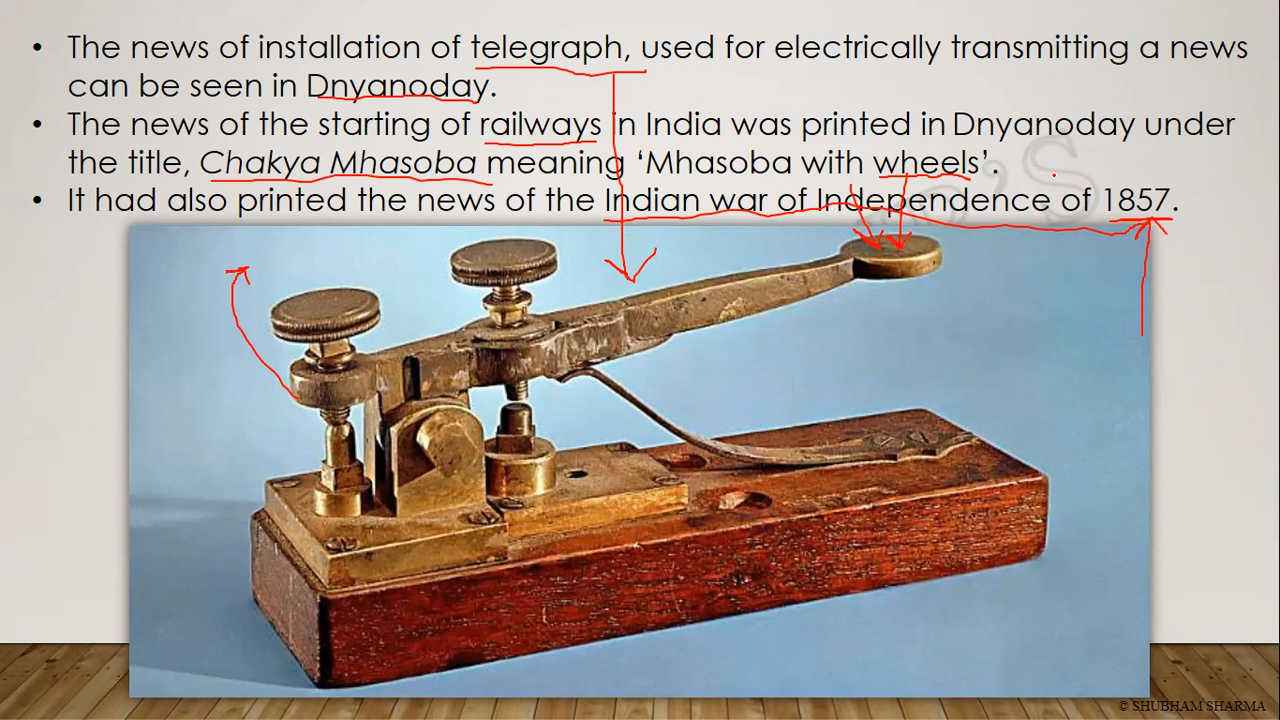 • The news of installation of telegraph, used for electrically transmitting a news
can be seen in Dnyanoday.
• The news of the starting of railways in India was printed in Dnyanoday under
the title, Chakya Mhasoba meaning ‘Mhasoba with wheels’.
• It had also printed the news of the Indian war of Independence of 1857.
© SHUBHAM SHARMA